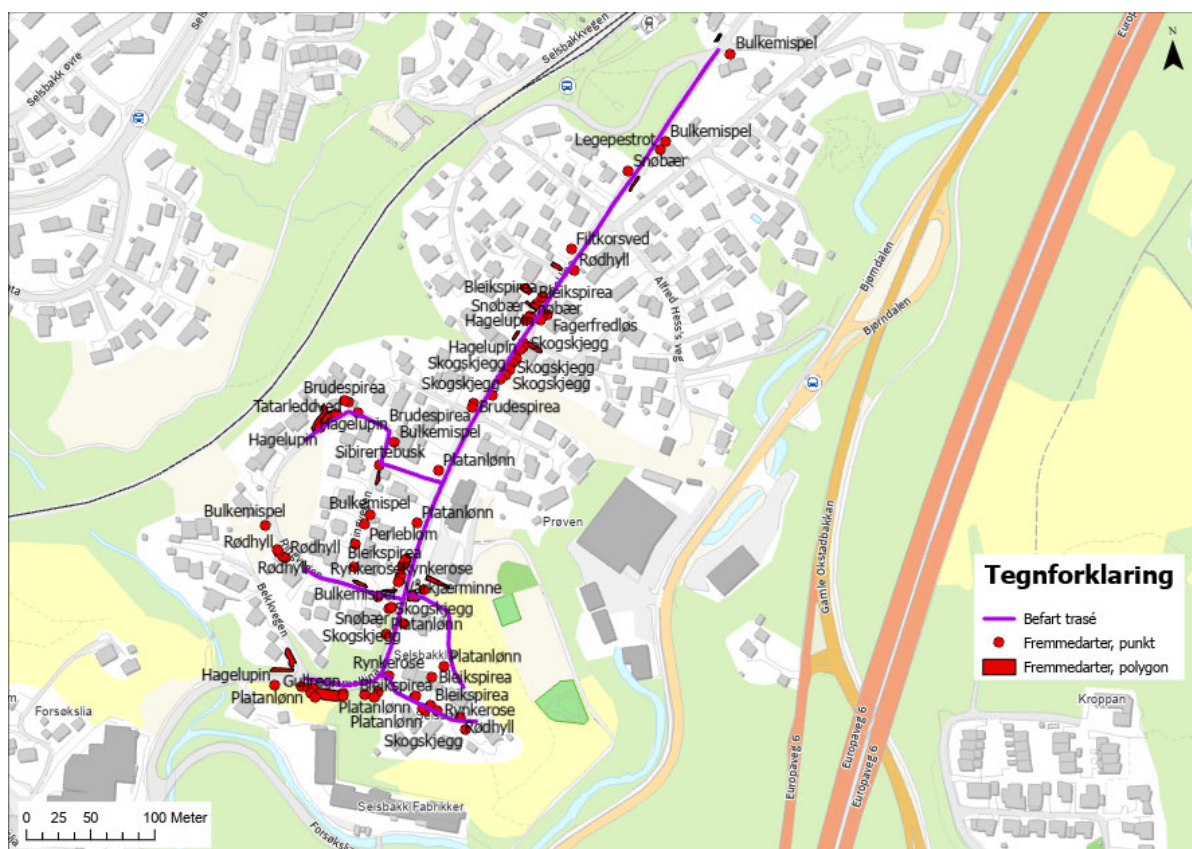 Selsbakk øvre
Selsbakkvegen
Selsbakkvegen
Europaveg 6
N
Bulkemispel
Bulkemispel
Legepestrot
Snøbær
Filtkorsved
Rødhyll
Bleikspirea
Bleikspirea
Snøbær
Snøbær
Hagelupin
Fagerfredløs
Alfred Hess's veg
Bjørndalen
Bjørndalen
Hagelupin
Skogskjegg
Skogskjegg
Skogskjegg
Skogskjegg
Skogskjegg
Brudespirea
Brudespirea
Tatarleddved
Brudespirea
Hagelupin
Bulkemispel
Hagelupin
Sibirertebusk
Platanlønn
Bulkemispel
Bulkemispel
Platanlønn
Prøven
Perleblom
Rødhyll
Rødhyll
Bleikspirea
Rødhyll
Rynkerose
Rynkerose
Vårkjærminne
Bulkemispel
Skogskjegg
Snøbær
Platanlønn
Skogskjegg
Bekkvegen
Gamle Okstadbakkan
Tegnforklaring
Befart trasé
Fremmedarter, punkt
Fremmedarter, polygon
Rynkerose
Platanlønn
Hagelupin
Gullregn
Bleikspirea
Bleikspirea
Bleikspirea
Platanlønn
Platanlønn
Rynkerose
Platanlønn
Rødhyll
Skogskjegg
Forsøkslia
Kroppan
Europaveg 6
Europaveg 6
Europaveg 6
Selsbakk Fabrikker
Forsøkslia
0 25 50 100 Meter